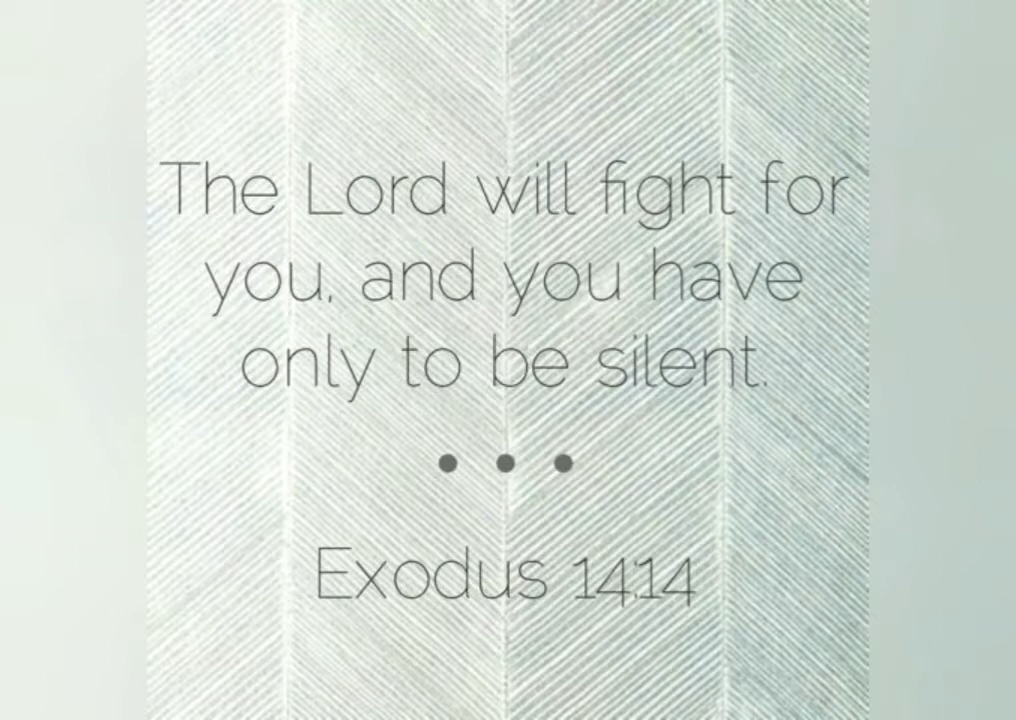 The Lord will fight for
you, and you have
only to be silent.
• • •
Exodus 14:14